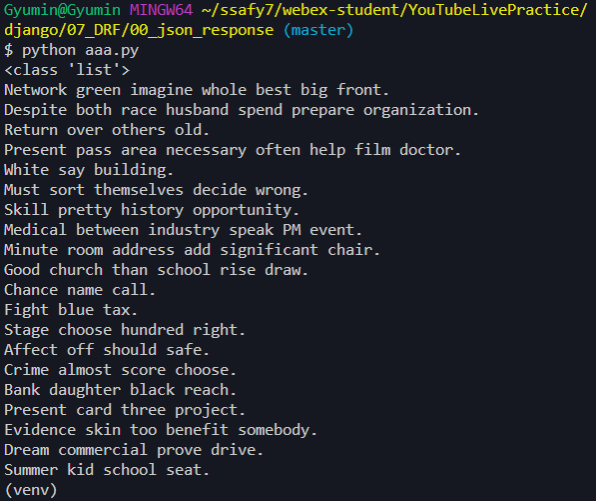 Gyumin@Gyumin MINGW64 ~/ssafy7/webex-student/YouTubeLivePractice/
django/07_DRF/00_json_response (master)
$ python aaa.py
<class 'list'>
Network green imagine whole best big front.
Despite both race husband spend prepare organization.
Return over others old.
Present pass area necessary often help film doctor.
White say building.
Must sort themselves decide wrong.
Skill pretty history opportunity.
Medical between industry speak PM event.
Minute room address add significant chair.
Good church than school rise draw.
Chance name call.
Fight blue tax.
Stage choose hundred right.
Affect off should safe.
Crime almost score choose.
Bank daughter black reach.
Present card three project.
Evidence skin too benefit somebody.
Dream commercial prove drive.
Summer kid school seat.
(venv)